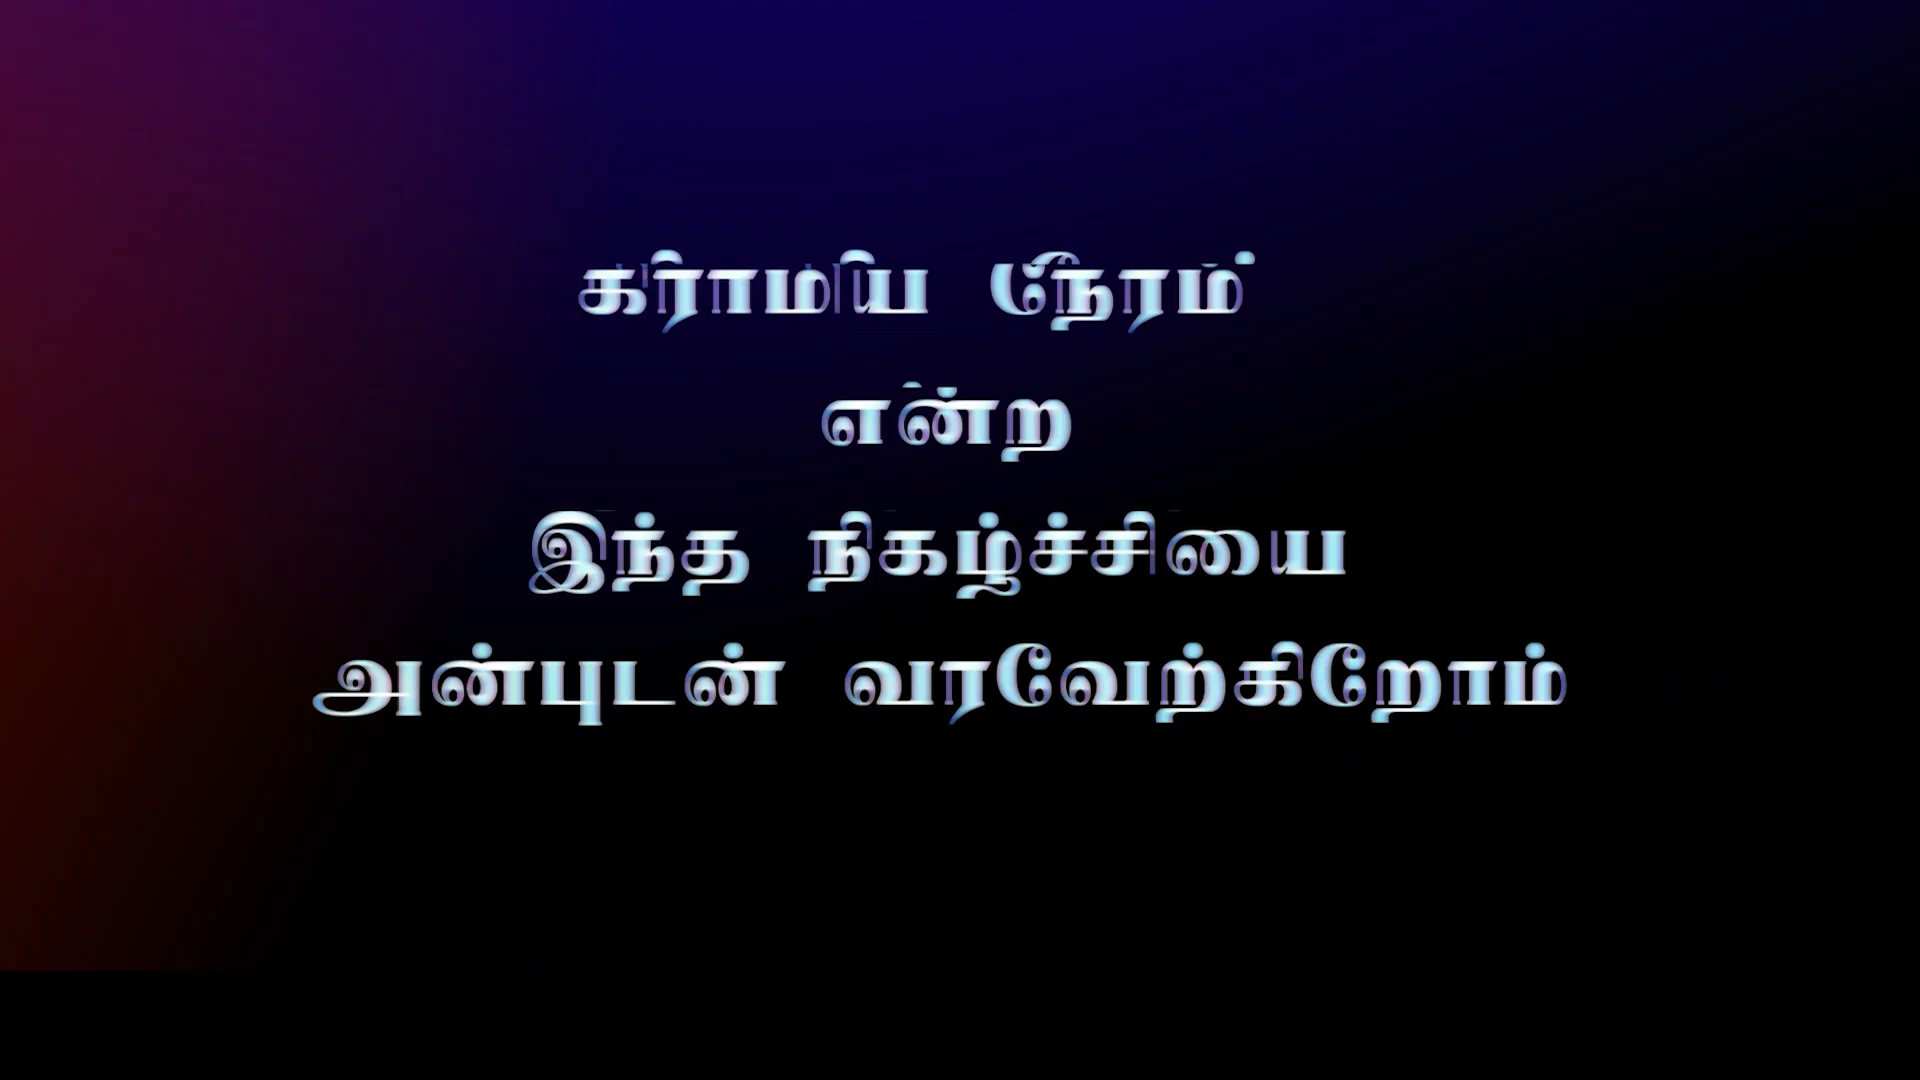 கிராமிய நேரம்
என்ற
இந்த நிகழ்ச்சியை
அன்புடன் வரவேற்கிறோம்